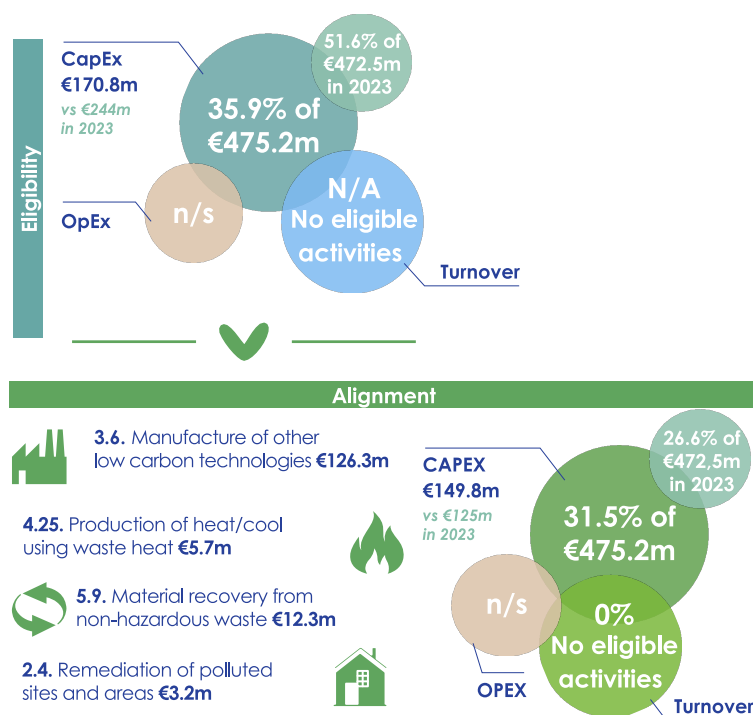 Eligibility
CapEx
€170.8m
vs €244m
in 2023
51.6% of
€472.5m
in 2023
35.9% of
€475.2m
OpEx
n/s
N/A
No eligible
activities
Turnover
Alignment
3.6. Manufacture of other
low carbon technologies €126.3m
4.25. Production of heat/cool
using waste heat €5.7m
5.9. Material recovery from
non-hazardous waste €12.3m
2.4. Remediation of polluted
sites and areas €3.2m
CAPEX
€149.8m
vs €125m
in 2023
26.6% of
€472,5m
in 2023
31.5% of
€475.2m
n/s
OPEX
0%
No eligible
activities
Turnover